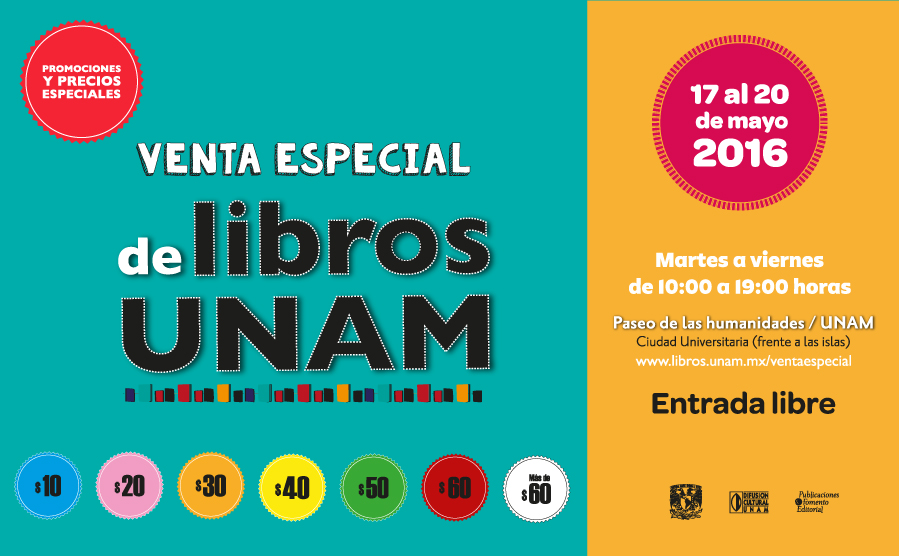 PROMOCIONES
Y PRECIOS
ESPECIALES
VENTA ESPECIAL
de libros
UNAM
$10
$20
$30
$40
$50
$60
Más de
$60
17 al 20
de mayo
2016
Martes a viernes
de 10:00 a 19:00 horas
Paseo de las humanidades / UNAM
Ciudad Universitaria (frente a las islas)
www.libros.unam.mx/ventaespecial
Entrada libre
DIFUSIÓN
CULTURAL
UNAM
Publicaciones
fomento
Editorial